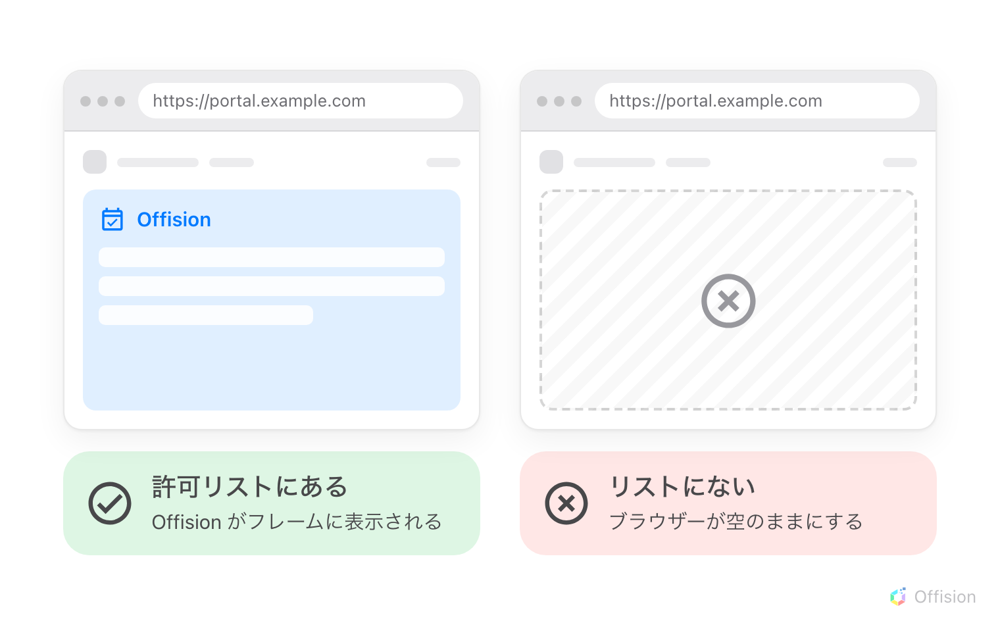 https://portal.example.com
Offision
許可リストにある
Offision がフレームに表示される
https://portal.example.com
リストにない
ブラウザーが空のままにする
Offision